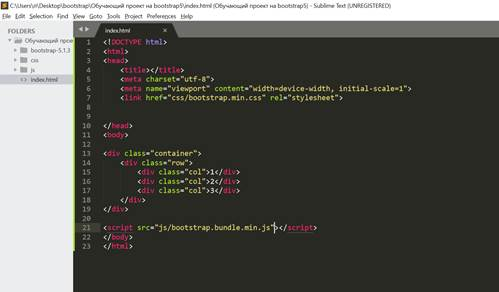 C:\Users\rl\Desktop\bootstrap\Обучающий проект на bootstrap5\index.html (Обучающий проект на bootstrap5) - Sublime Text (UNREGISTERED)
File Edit Selection Find View Goto Tools Project Preferences Help
FOLDERS
Обучающий прое
bootstrap-5.1.3
css
js
index.html
index.html
1 <!DOCTYPE html>
2 <html>
3 <head>
4 <title></title>
5 <meta charset="utf-8">
6 <meta name="viewport" content="width=device-width, initial-scale=1">
7 <link href="css/bootstrap.min.css" rel="stylesheet">
8
9
10 </head>
11 <body>
12
13 <div class="container">
14 <div class="row">
15 <div class="col">1</div>
16 <div class="col">2</div>
17 <div class="col">3</div>
18 </div>
19 </div>
20
21 <script src="js/bootstrap.bundle.min.js"></script>
22 </body>
23 </html>